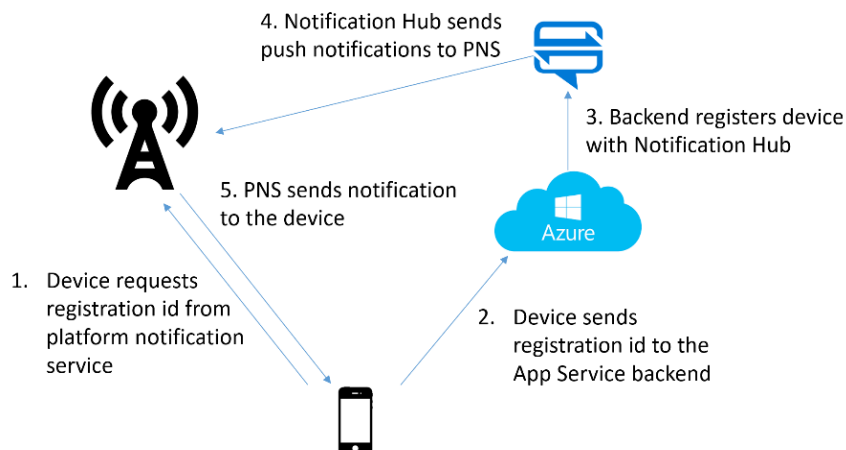 4. Notification Hub sends
push notifications to PNS
3. Backend registers device
with Notification Hub
5. PNS sends notification
to the device
Azure
1. Device requests
registration id from
platform notification
service
2. Device sends
registration id to the
App Service backend